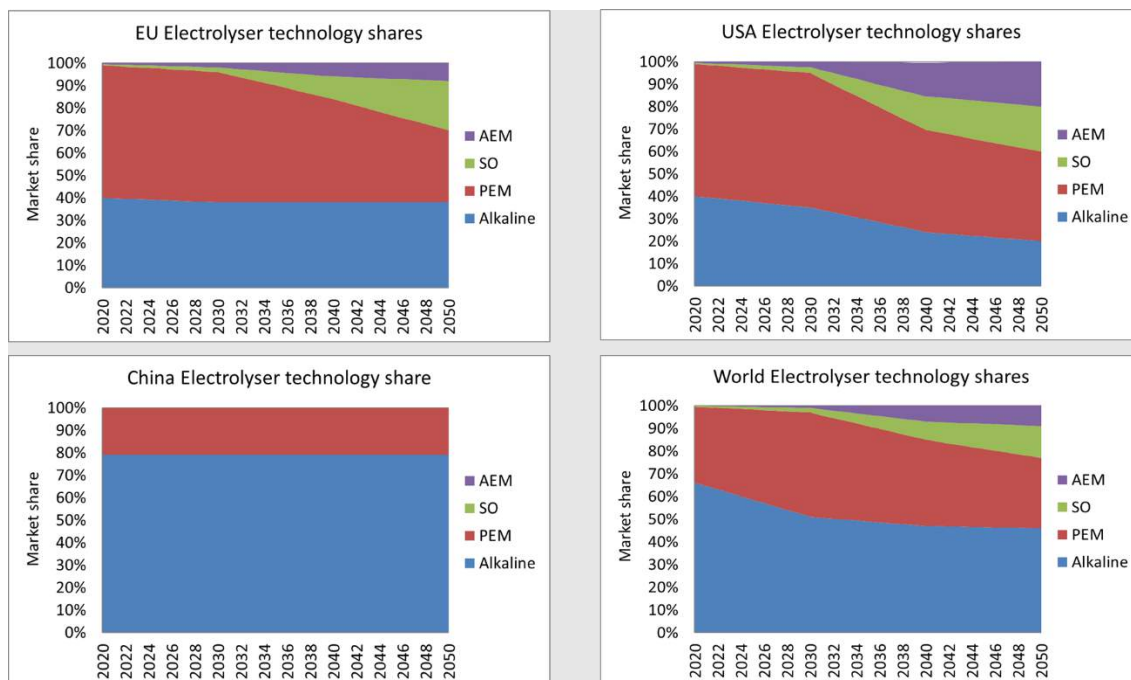 EU Electrolyser technology shares
Market share
100%
90%
80%
70%
60%
50%
40%
30%
20%
10%
0%
2020 2022 2024 2026 2028 2030 2032 2034 2036 2038 2040 2042 2044 2046 2048 2050
AEM
SO
PEM
Alkaline
USA Electrolyser technology shares
Market share
100%
90%
80%
70%
60%
50%
40%
30%
20%
10%
0%
2020 2022 2024 2026 2028 2030 2032 2034 2036 2038 2040 2042 2044 2046 2048 2050
AEM
SO
PEM
Alkaline
China Electrolyser technology share
Market share
100%
90%
80%
70%
60%
50%
40%
30%
20%
10%
0%
2020 2022 2024 2026 2028 2030 2032 2034 2036 2038 2040 2042 2044 2046 2048 2050
AEM
SO
PEM
Alkaline
World Electrolyser technology shares
Market share
100%
90%
80%
70%
60%
50%
40%
30%
20%
10%
0%
2020 2022 2024 2026 2028 2030 2032 2034 2036 2038 2040 2042 2044 2046 2048 2050
AEM
SO
PEM
Alkaline